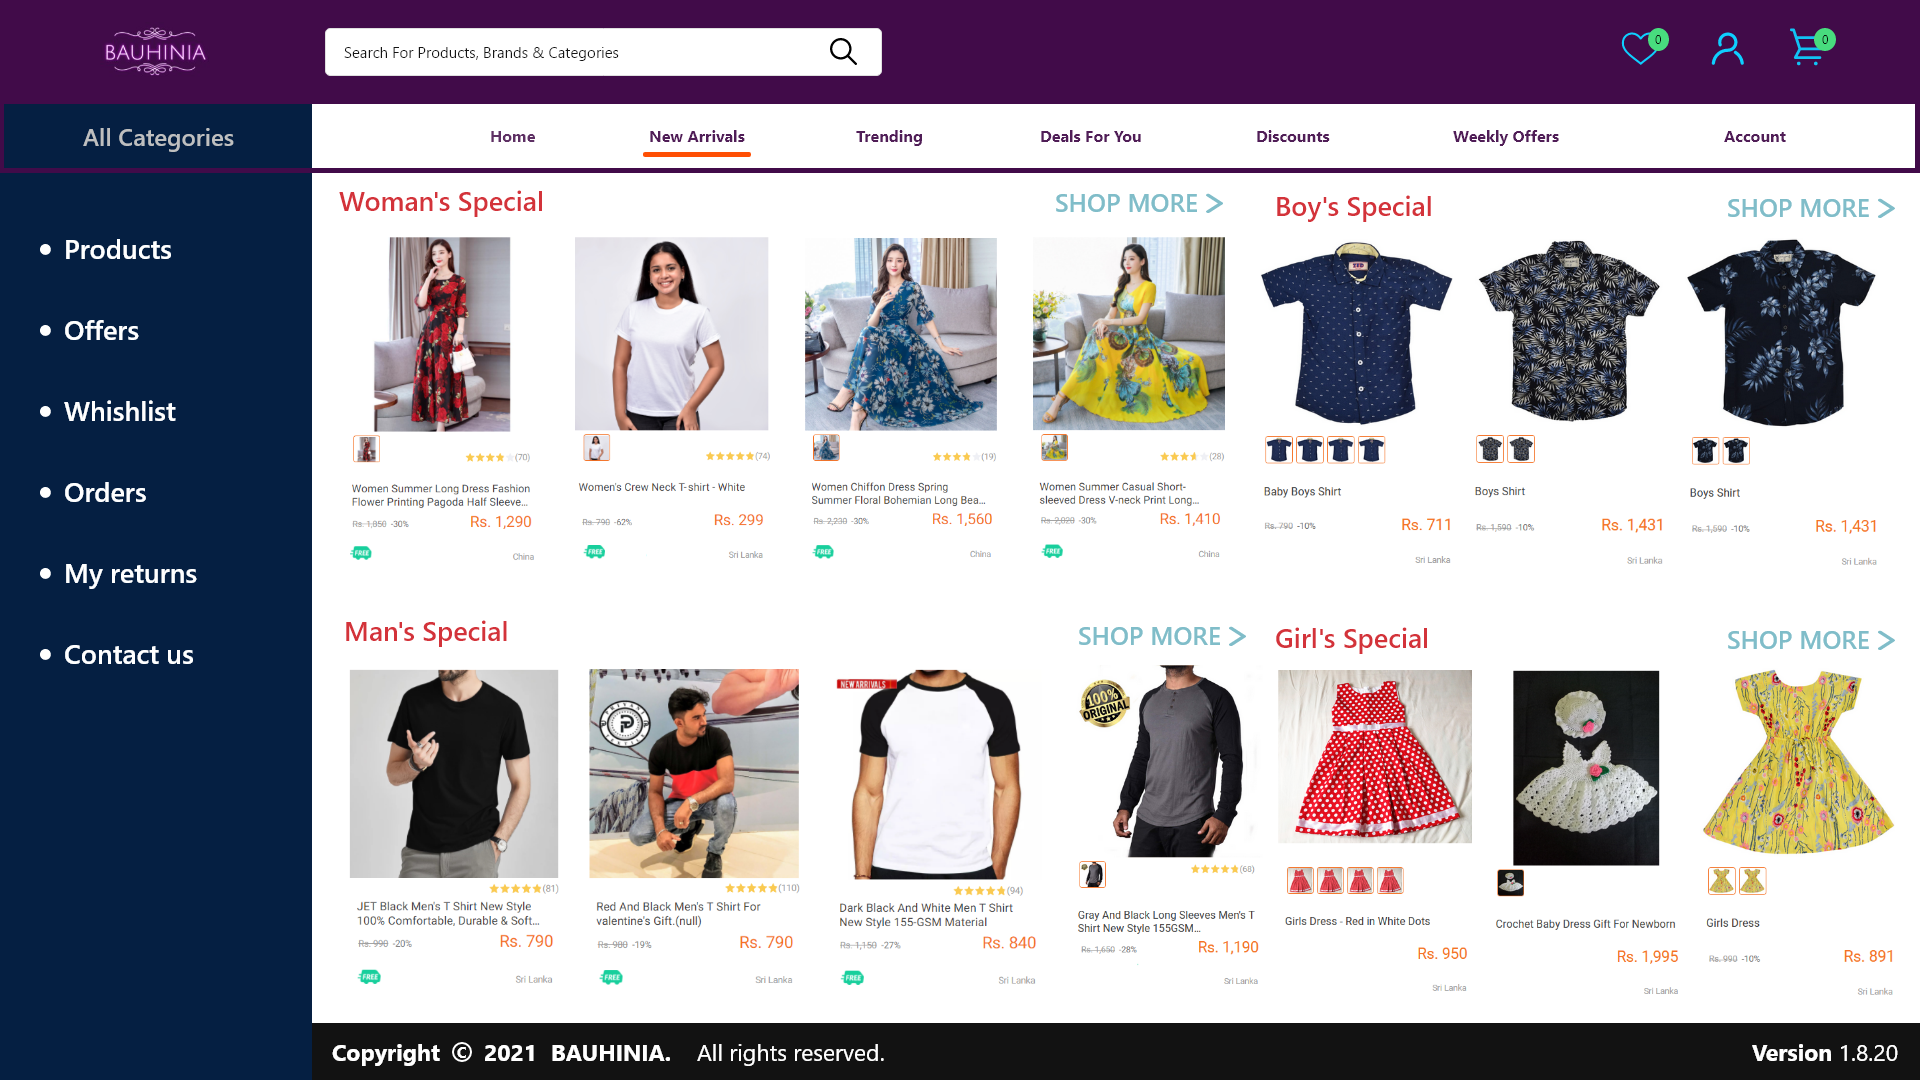 BAUHINIA
Search For Products, Brands & Categories
0
0
All Categories
Home
New Arrivals
Trending
Deals For You
Discounts
Weekly Offers
Account
Products
Offers
Whishlist
Orders
My returns
Contact us
Woman's Special
SHOP MORE >
(70)
Women Summer Long Dress Fashion
Flower Printing Pagoda Half Sleeve...
Rs. 1,850 -30%
Rs. 1,290
FREE
China
(74)
Women's Crew Neck T-shirt - White
Rs. 790 -62%
Rs. 299
FREE
Sri Lanka
(19)
Women Chiffon Dress Spring
Summer Floral Bohemian Long Bea...
Rs. 2,230 -30%
Rs. 1,560
FREE
China
(28)
Women Summer Casual Short-
sleeved Dress V-neck Print Long...
Rs. 2,020 -30%
Rs. 1,410
FREE
China
Boy's Special
SHOP MORE >
Baby Boys Shirt
Rs. 790 -10%
Rs. 711
Sri Lanka
Boys Shirt
Rs. 1,590 -10%
Rs. 1,431
Sri Lanka
Boys Shirt
Rs. 1,590 -10%
Rs. 1,431
Sri Lanka
Man's Special
SHOP MORE >
(81)
JET Black Men's T Shirt New Style
100% Comfortable, Durable & Soft...
Rs. 990 -20%
Rs. 790
FREE
Sri Lanka
(110)
Red And Black Men's T Shirt For
valentine's Gift.(null)
Rs. 980 -19%
Rs. 790
FREE
Sri Lanka
NEW ARRIVALS
(94)
Dark Black And White Men T Shirt
New Style 155-GSM Material
Rs. 1,150 -27%
Rs. 840
FREE
Sri Lanka
100%
ORIGINAL
(68)
Gray And Black Long Sleeves Men's T
Shirt New Style 155GSM...
Rs. 1,650 -28%
Rs. 1,190
Sri Lanka
Girl's Special
SHOP MORE >
Girls Dress - Red in White Dots
Rs. 950
Sri Lanka
Crochet Baby Dress Gift For Newborn
Rs. 1,995
Sri Lanka
Girls Dress
Rs. 990 -10%
Rs. 891
Sri Lanka
Copyright © 2021 BAUHINIA. All rights reserved.
Version 1.8.20